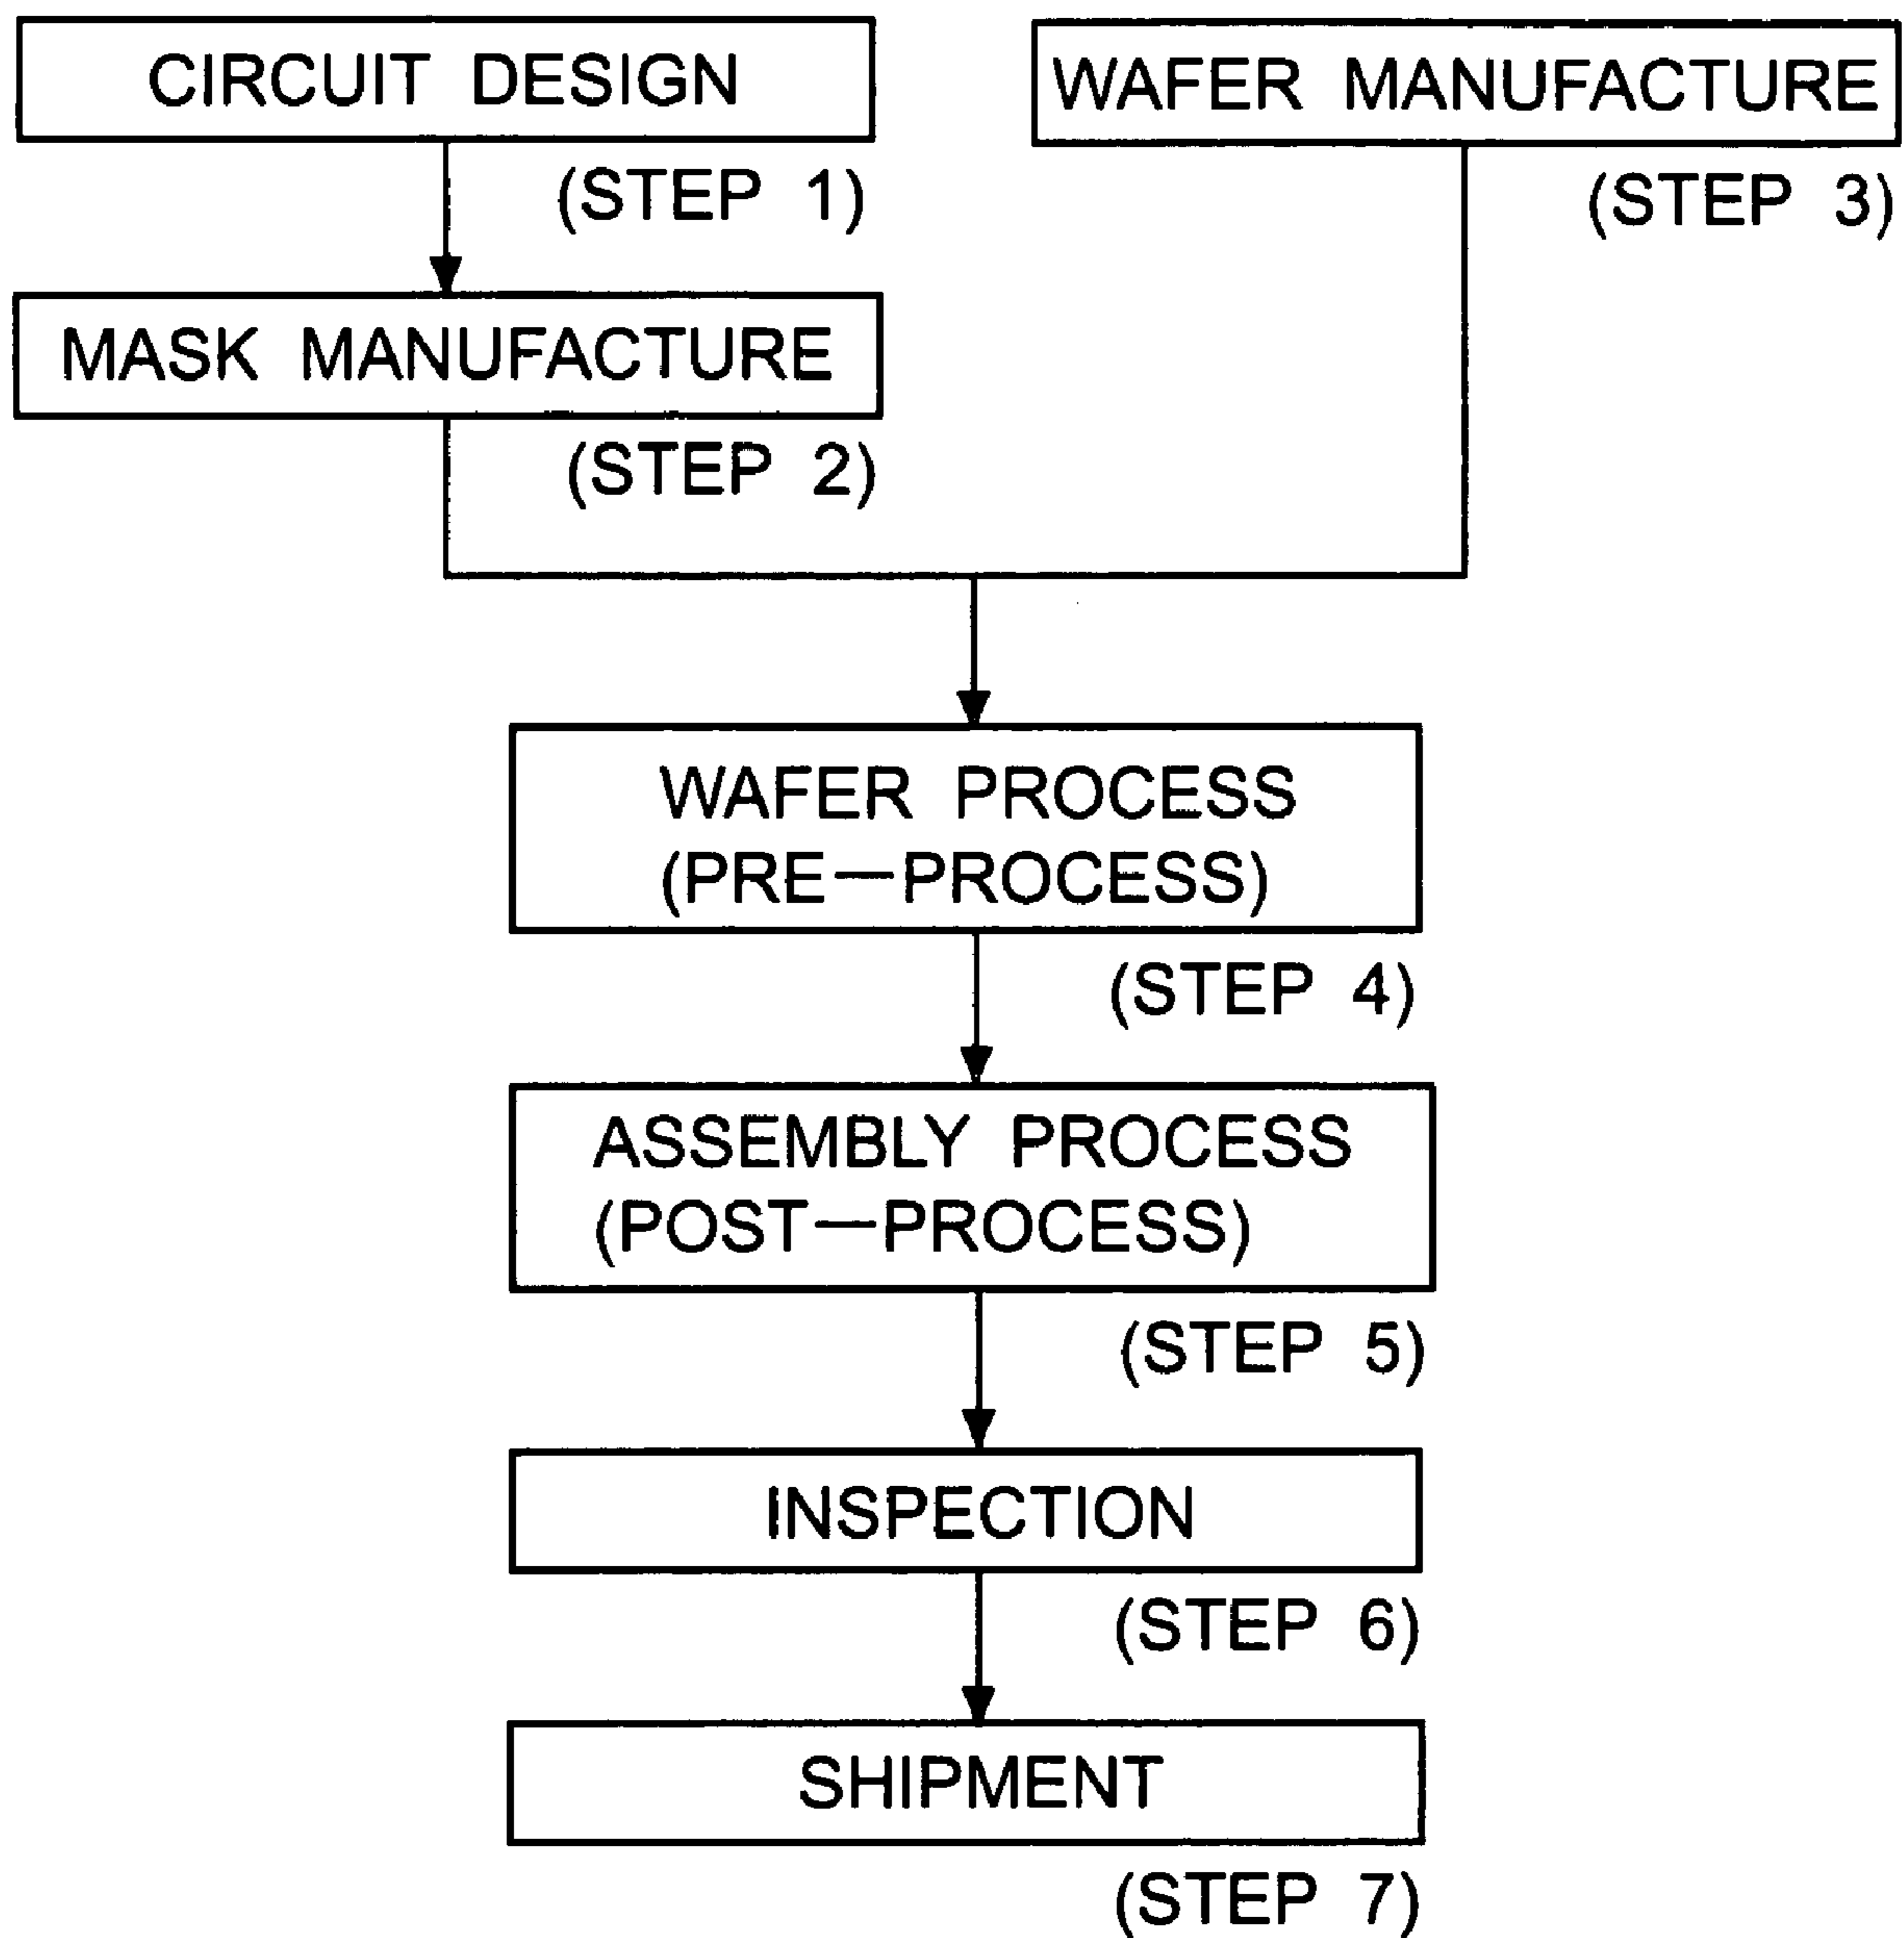 CIRCUIT DESIGN
(STEP 1)
WAFER MANUFACTURE
(STEP 3)
MASK MANUFACTURE
(STEP 2)
WAFER PROCESS
(PRE—PROCESS)
(STEP 4)
ASSEMBLY PROCESS
(POST—PROCESS)
(STEP 5)
INSPECTION
(STEP 6)
SHIPMENT
(STEP 7)